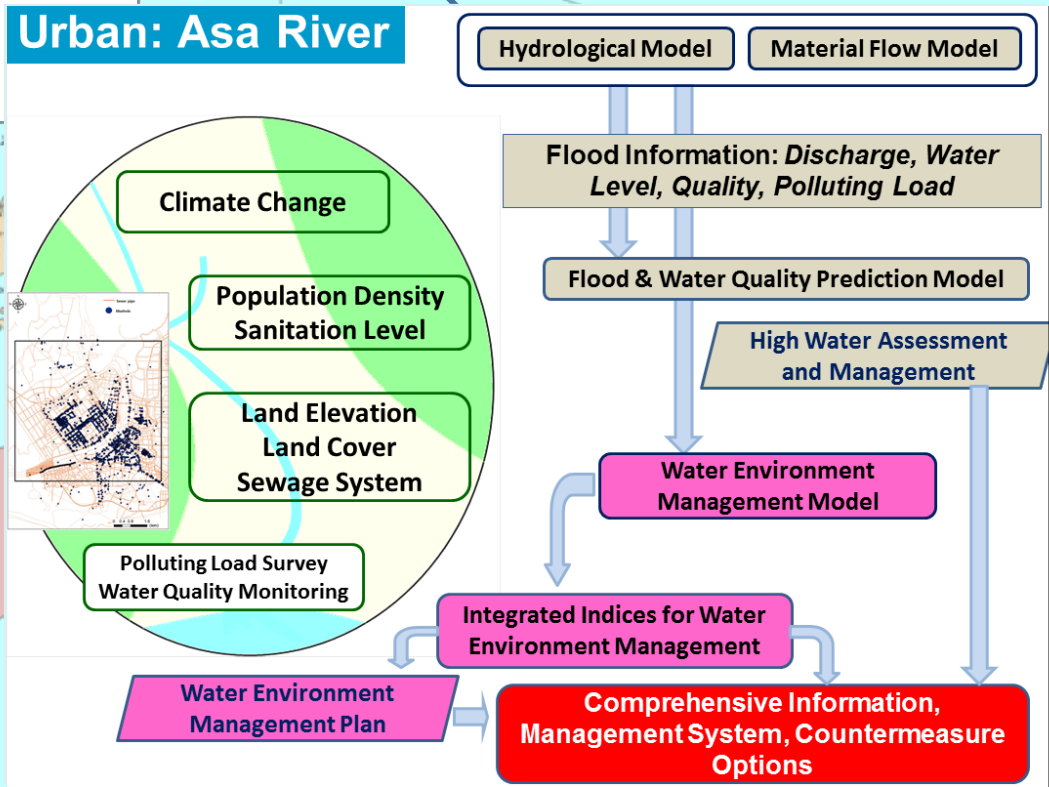 Urban: Asa River
Hydrological Model
Material Flow Model
Flood Information: Discharge, Water
Level, Quality, Polluting Load
Flood & Water Quality Prediction Model
High Water Assessment
and Management
Water Environment
Management Model
Integrated Indices for Water
Environment Management
Water Environment
Management Plan
Comprehensive Information,
Management System, Countermeasure
Options
Climate Change
Population Density
Sanitation Level
Land Elevation
Land Cover
Sewage System
Polluting Load Survey
Water Quality Monitoring